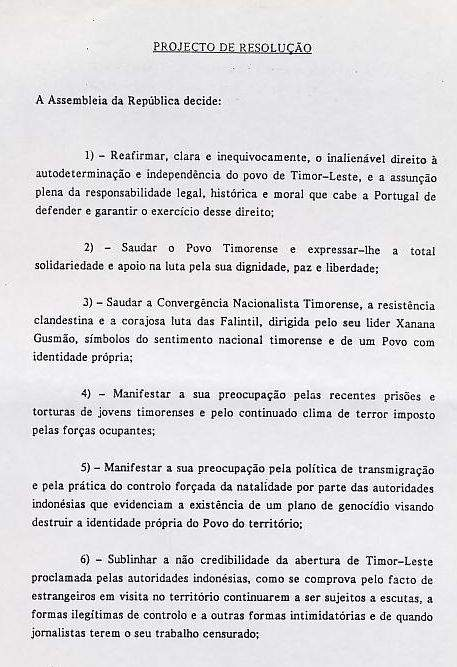 PROJECTO DE RESOLUÇÃO
A Assembleia da República decide:
1) – Reafirmar, clara e inequivocamente, o inalienável direito à
autodeterminação e independência do povo de Timor-Leste, e a assunção
plena da responsabilidade legal, histórica e moral que cabe a Portugal de
defender e garantir o exercício desse direito;
2) – Saudar o Povo Timorense e expressar-lhe a total
solidariedade e apoio na luta pela sua dignidade, paz e liberdade;
3) – Saudar a Convergência Nacionalista Timorense, a resistência
clandestina e a corajosa luta das Falintil, dirigida pelo seu lider Xanana
Gusmão, símbolos do sentimento nacional timorense e de um Povo com
identidade própria;
4) – Manifestar a sua preocupação pelas recentes prisões e
torturas de jovens timorenses e pelo continuado clima de terror imposto
pelas forças ocupantes;
5) – Manifestar a sua preocupação pela política de transmigração
e pela prática do controlo forçada da natalidade por parte das autoridades
indonésias que evidenciam a existência de um plano de genocídio visando
destruir a identidade própria do Povo do território;
6) – Sublinhar a não credibilidade da abertura de Timor-Leste
proclamada pelas autoridades indonésias, como se comprova pelo facto de
estrangeiros em visita no território continuarem a ser sujeitos a escutas, a
formas ilegítimas de controlo e a outras formas intimidatórias e de quando
jornalistas terem o seu trabalho censurado;